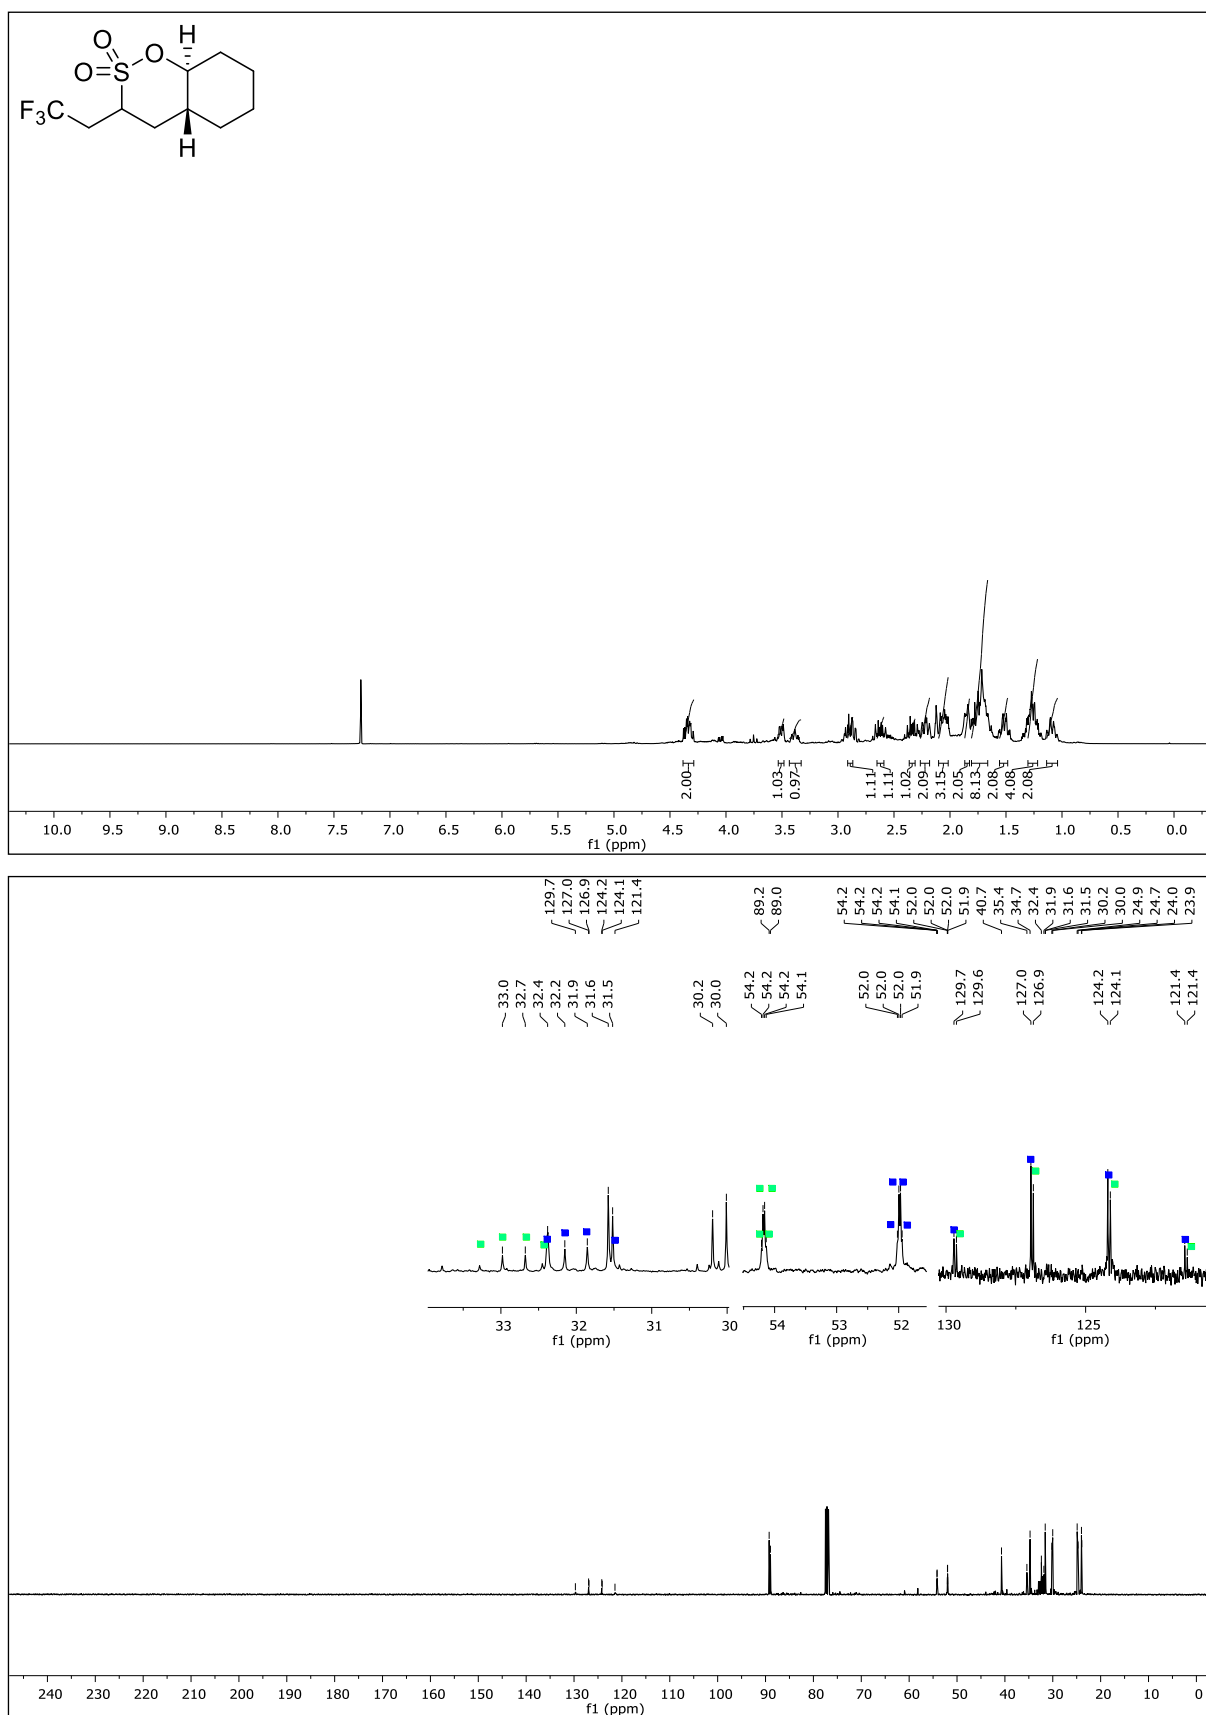 H
O
O
O=S
F3C
H
2.00
1.03
0.97
1.11
1.11
1.02
2.09
3.15
2.05
8.13
2.08
4.08
2.08
10.0 9.5 9.0 8.5 8.0 7.5 7.0 6.5 6.0 5.5 5.0 4.5 4.0 3.5 3.0 2.5 2.0 1.5 1.0 0.5 0.0
f1 (ppm)
129.7 127.0 126.9 124.2 124.1 121.4 89.2 89.0 54.2 54.2 54.2 54.1 52.0 52.0 52.0 51.9 40.7 35.4 34.7 32.4 31.9 31.6 31.5 30.2 30.0 24.9 24.7 24.0 23.9
33.0 32.7 32.4 32.2 31.9 31.6 31.5 30.2 30.0 54.2 54.2 54.2 54.1 52.0 52.0 52.0 51.9 129.7 129.6 127.0 126.9 124.2 124.1 121.4 121.4
33 32 31 30 54 53 52 130 125
f1 (ppm) f1 (ppm) f1 (ppm)
240 230 220 210 200 190 180 170 160 150 140 130 120 110 100 90 80 70 60 50 40 30 20 10 0
f1 (ppm)